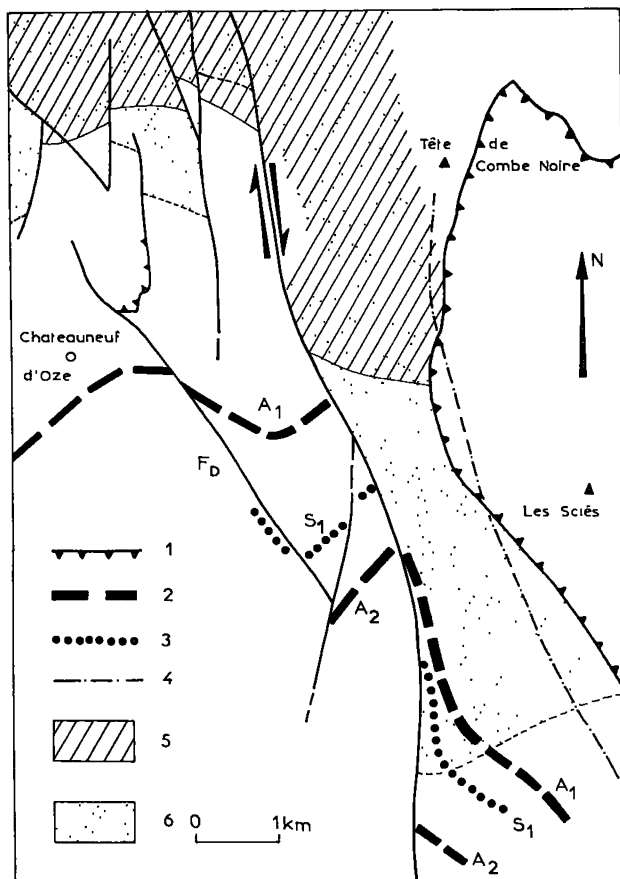 Tête de
Combe Noire
N
Chateauneuf
d'Oze
A1
FD
S1
A2
Les Sciés
1
2
3
4
5
6
0 1km
A1
S1
A2